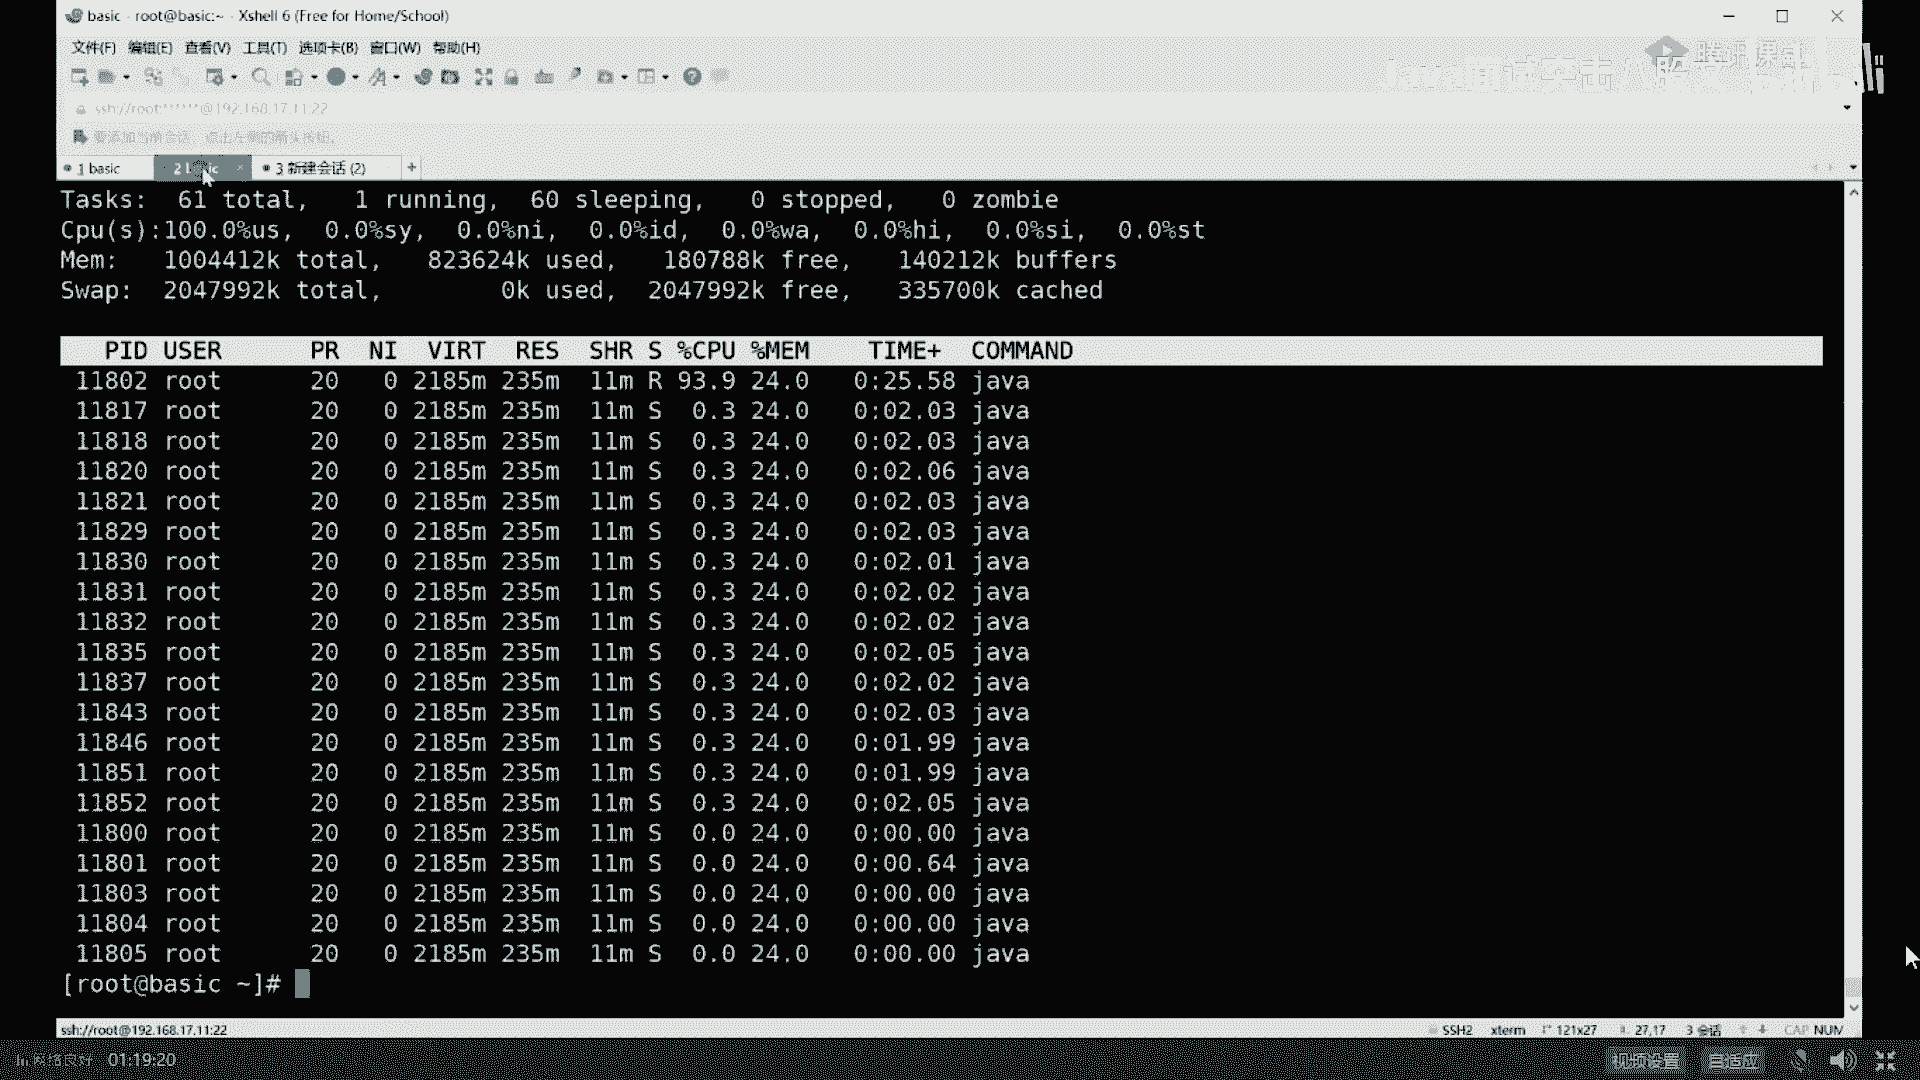 basic - root@basic:~ - Xshell 6 (Free for Home/School)
文件(F) 编辑(E) 查看(V) 工具(T) 选项卡(B) 窗口(W) 帮助(H)
ssh://root:******@192.168.17.11:22
要添加当前会话，点击左侧的箭头按钮。
1 basic 3 新建会话 (2) +
Tasks: 61 total, 1 running, 60 sleeping, 0 stopped, 0 zombie
Cpu(s):100.0%us, 0.0%sy, 0.0%ni, 0.0%id, 0.0%wa, 0.0%hi, 0.0%si, 0.0%st
Mem: 1004412k total, 823624k used, 180788k free, 140212k buffers
Swap: 2047992k total, 0k used, 2047992k free, 335700k cached
PID USER PR NI VIRT RES SHR S %CPU %MEM TIME+ COMMAND
11802 root 20 0 2185m 235m 11m R 93.9 24.0 0:25.58 java
11817 root 20 0 2185m 235m 11m S 0.3 24.0 0:02.03 java
11818 root 20 0 2185m 235m 11m S 0.3 24.0 0:02.03 java
11820 root 20 0 2185m 235m 11m S 0.3 24.0 0:02.06 java
11821 root 20 0 2185m 235m 11m S 0.3 24.0 0:02.03 java
11829 root 20 0 2185m 235m 11m S 0.3 24.0 0:02.03 java
11830 root 20 0 2185m 235m 11m S 0.3 24.0 0:02.01 java
11831 root 20 0 2185m 235m 11m S 0.3 24.0 0:02.02 java
11832 root 20 0 2185m 235m 11m S 0.3 24.0 0:02.02 java
11835 root 20 0 2185m 235m 11m S 0.3 24.0 0:02.05 java
11837 root 20 0 2185m 235m 11m S 0.3 24.0 0:02.02 java
11843 root 20 0 2185m 235m 11m S 0.3 24.0 0:02.03 java
11846 root 20 0 2185m 235m 11m S 0.3 24.0 0:01.99 java
11851 root 20 0 2185m 235m 11m S 0.3 24.0 0:01.99 java
11852 root 20 0 2185m 235m 11m S 0.3 24.0 0:02.05 java
11800 root 20 0 2185m 235m 11m S 0.0 24.0 0:00.00 java
11801 root 20 0 2185m 235m 11m S 0.0 24.0 0:00.64 java
11803 root 20 0 2185m 235m 11m S 0.0 24.0 0:00.00 java
11804 root 20 0 2185m 235m 11m S 0.0 24.0 0:00.00 java
11805 root 20 0 2185m 235m 11m S 0.0 24.0 0:00.00 java
[root@basic ~]#
ssh://root@192.168.17.11:22 SSH2 xterm 121x27 27,17 3 会话 CAP NUM
网络良好 01:19:20 视频设置 自适应